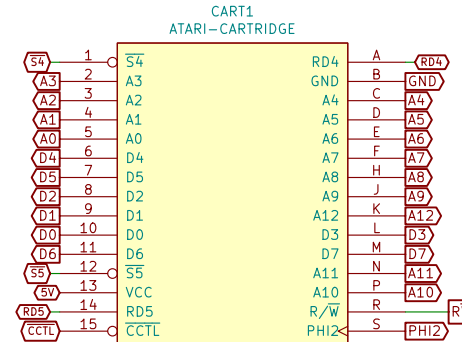 CART1
ATARI-CARTRIDGE
S4 1 S4 RD4 A RD4
A3 2 A3 GND B GND
A2 3 A2 A4 C A4
A1 4 A1 A5 D A5
A0 5 A0 A6 E A6
D4 6 D4 A7 F A7
D5 7 D5 A8 H A8
D2 8 D2 A9 J A9
D1 9 D1 A12 K A12
D0 10 D0 D3 L D3
D6 11 D6 D7 M D7
S5 12 S5 A11 N A11
5V 13 VCC A10 P A10
RD5 14 RD5 R/W R R
CCTL 15 CCTL PHI2 S PHI2